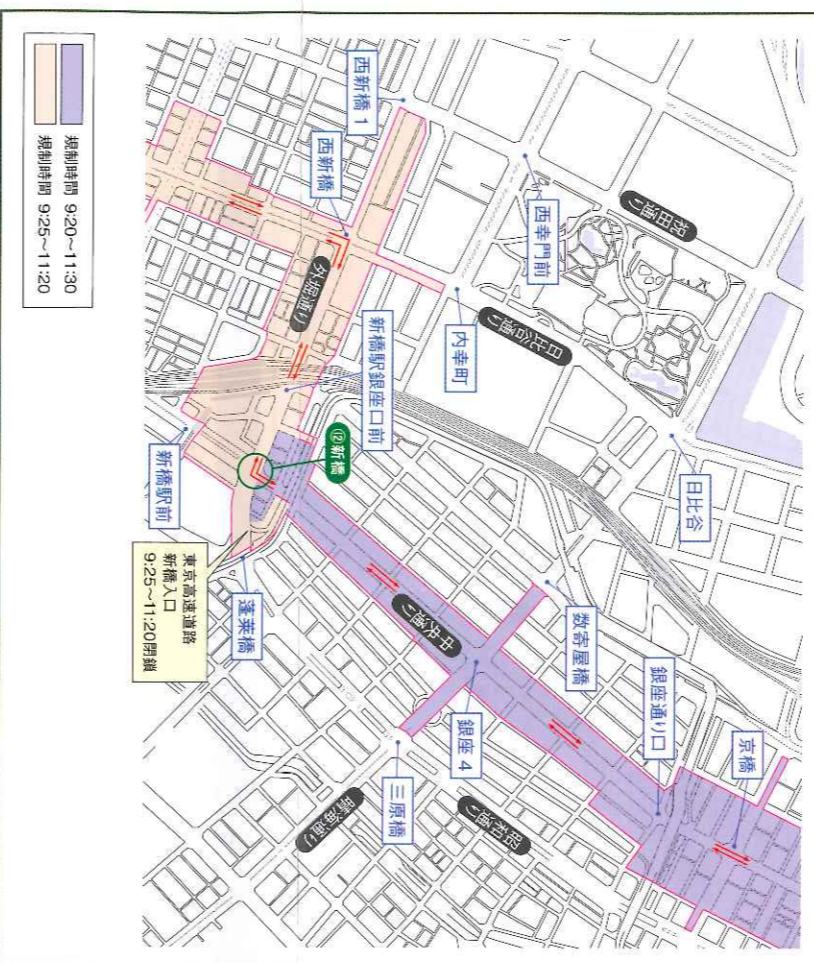 規制時間 9:20〜11:30
規制時間 9:25〜11:20
西新橋 1
西新橋
西幸門前
祝田通り
内幸町
日比谷通り
日比谷
外堀通り
新橋駅銀座口前
⑫新橋
新橋駅前
東京高速道路
新橋入口
9:25〜11:20閉鎖
蓬莱橋
中央通り
数寄屋橋
銀座 4
銀座通り口
京橋
三原橋
晴海通り
昭和通り